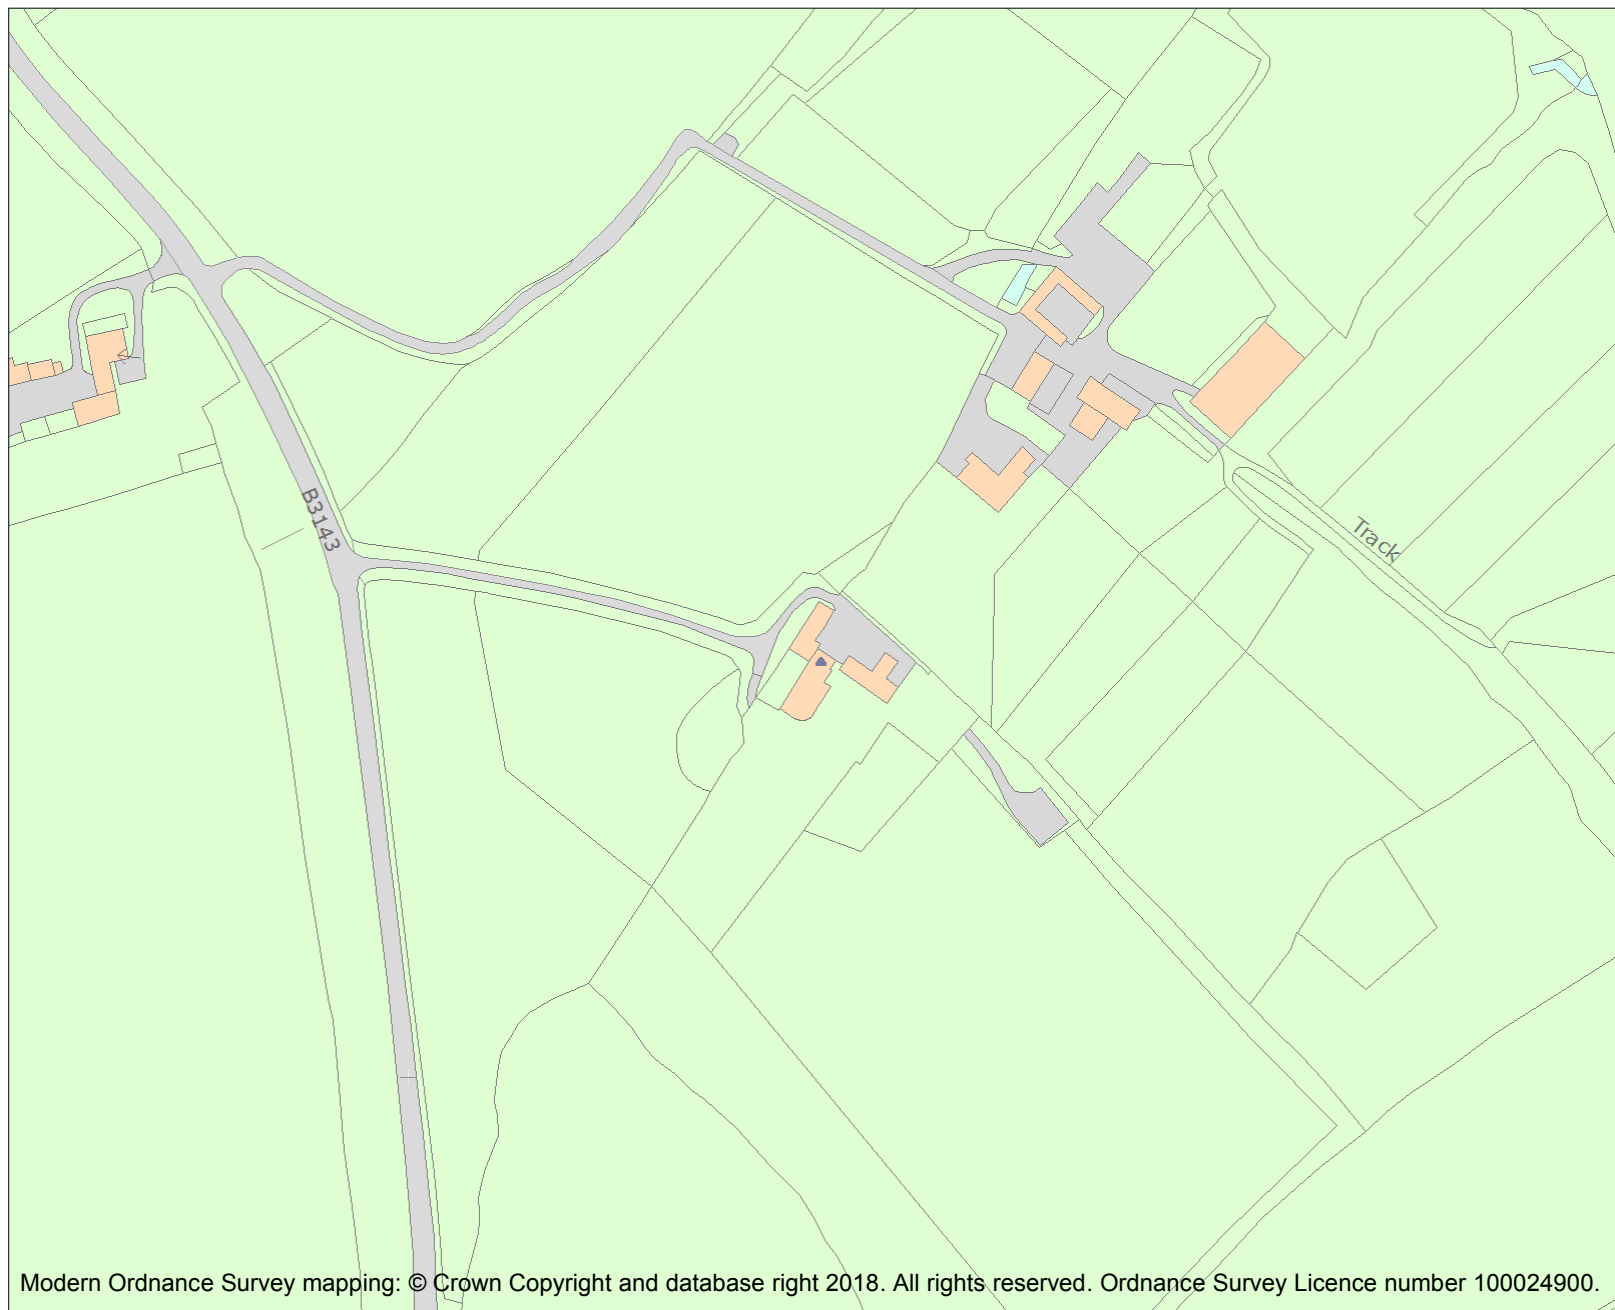 B3143
Track
Modern Ordnance Survey mapping: © Crown Copyright and database right 2018. All rights reserved. Ordnance Survey Licence number 100024900.